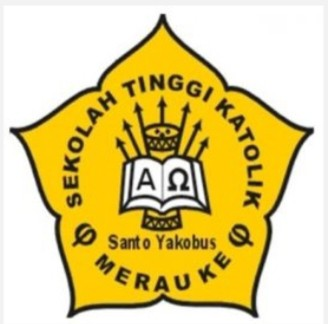 SEKOLAH TINGGI KATOLIK
Α Ω
Santo Yakobus
MERAUKE